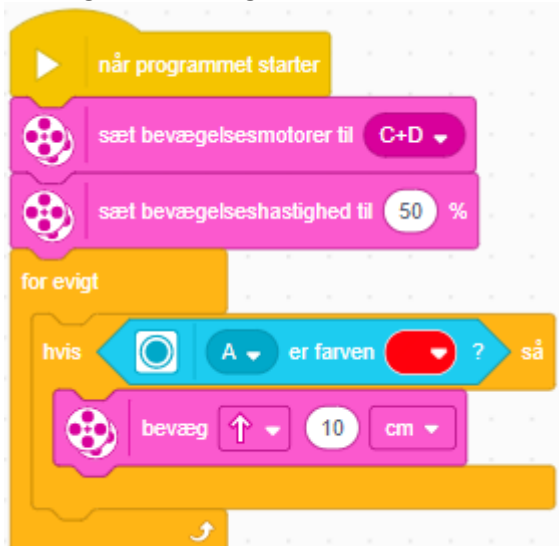 når programmet starter
sæt bevægelsesmotorer til C+D
sæt bevægelseshastighed til 50 %
for evigt
hvis A er farven ? så
bevæg 10 cm